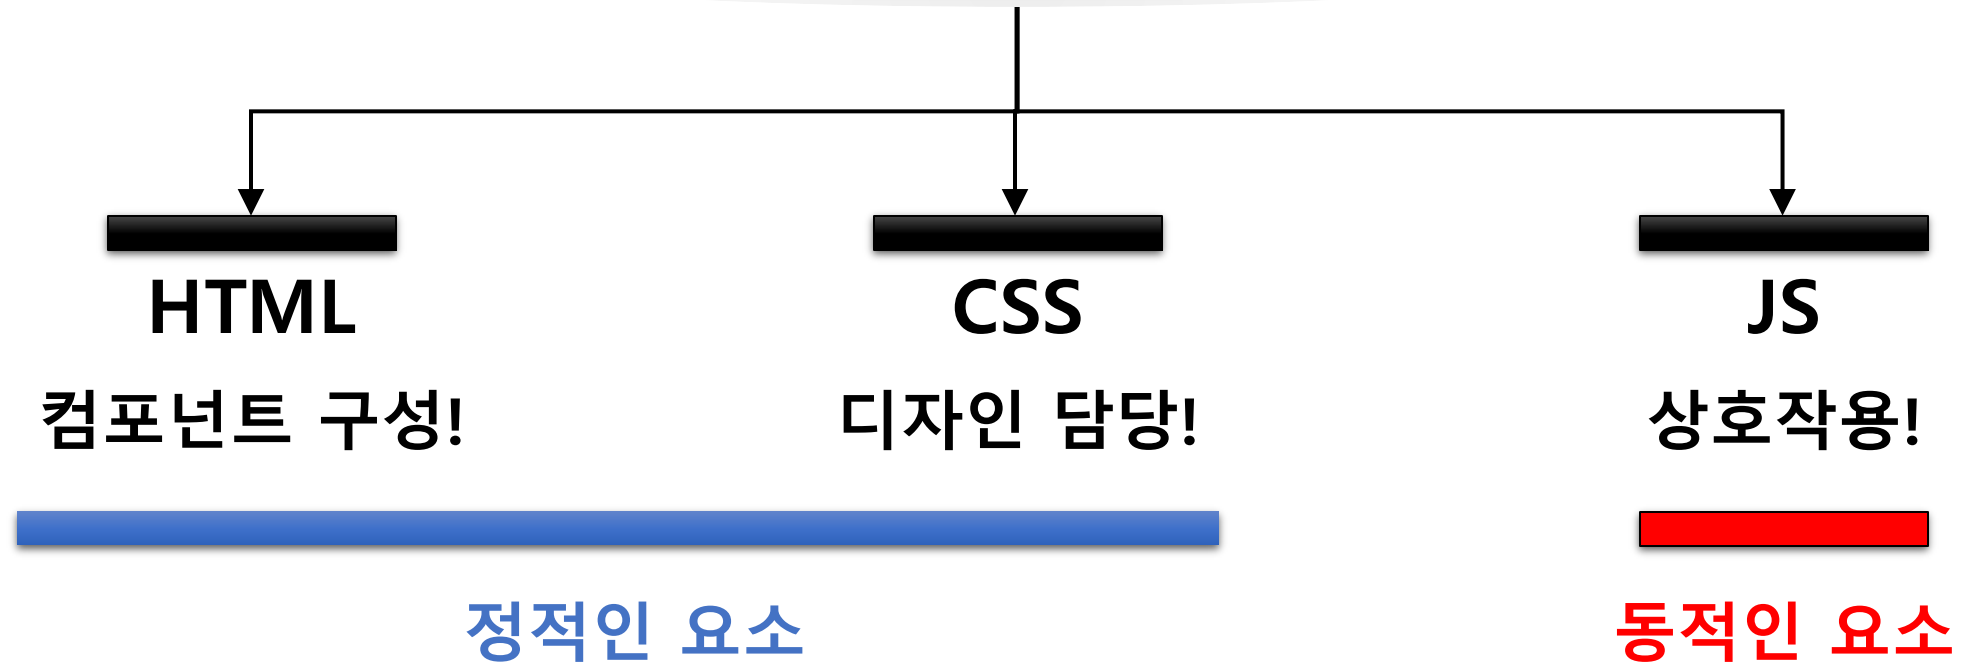 HTML
CSS
JS
컴포넌트 구성!
디자인 담당!
상호작용!
정적인 요소
동적인 요소